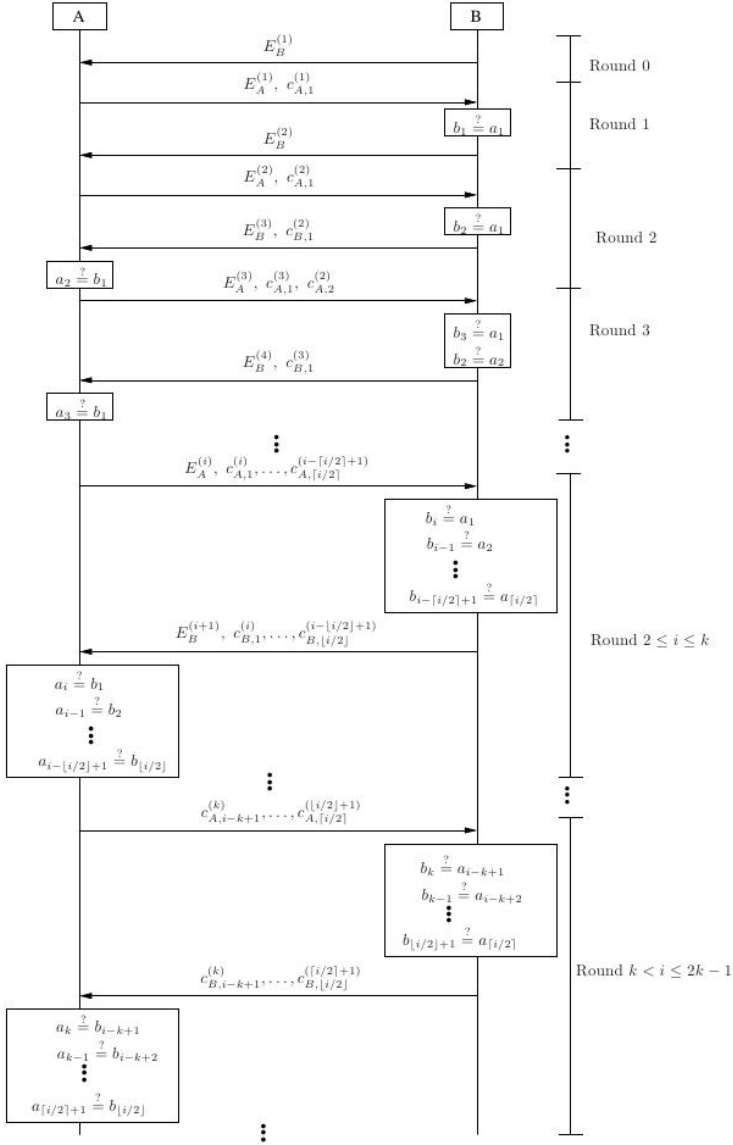 A B
E_B^{(1)}
Round 0
E_A^{(1)}, c_{A,1}^{(1)}
b_1 ?= a_1
Round 1
E_B^{(2)}
E_A^{(2)}, c_{A,1}^{(2)}
b_2 ?= a_1
E_B^{(3)}, c_{B,1}^{(2)}
Round 2
a_2 ?= b_1
E_A^{(3)}, c_{A,1}^{(3)}, c_{A,2}^{(2)}
b_3 ?= a_1
Round 3
b_2 ?= a_2
E_B^{(4)}, c_{B,1}^{(3)}
a_3 ?= b_1
⋮ ⋮
E_A^{(i)}, c_{A,1}^{(i)}, …, c_{A,⌈i/2⌉}^{(i−⌈i/2⌉+1)}
b_i ?= a_1
b_{i−1} ?= a_2
⋮
b_{i−⌈i/2⌉+1} ?= a_{⌈i/2⌉}
E_B^{(i+1)}, c_{B,1}^{(i)}, …, c_{B,⌊i/2⌋}^{(i−⌊i/2⌋+1)}
Round 2 ≤ i ≤ k
a_i ?= b_1
a_{i−1} ?= b_2
⋮
a_{i−⌊i/2⌋+1} ?= b_{⌊i/2⌋}
⋮ ⋮
c_{A,i−k+1}^{(k)}, …, c_{A,⌈i/2⌉}^{(⌊i/2⌋+1)}
b_k ?= a_{i−k+1}
b_{k−1} ?= a_{i−k+2}
⋮
b_{⌊i/2⌋+1} ?= a_{⌈i/2⌉}
Round k < i ≤ 2k − 1
c_{B,i−k+1}^{(k)}, …, c_{B,⌊i/2⌋}^{(⌈i/2⌉+1)}
a_k ?= b_{i−k+1}
a_{k−1} ?= b_{i−k+2}
⋮
a_{⌈i/2⌉+1} ?= b_{⌊i/2⌋}
⋮